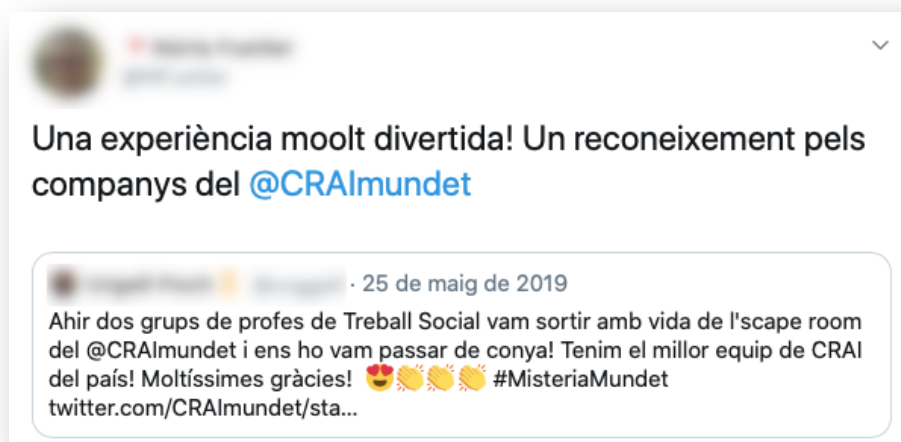 Una experiència moolt divertida! Un reconeixement pels
companys del @CRAImundet
· 25 de maig de 2019
Ahir dos grups de profes de Treball Social vam sortir amb vida de l'scape room
del @CRAImundet i ens ho vam passar de conya! Tenim el millor equip de CRAI
del país! Moltíssimes gràcies! 😍👏👏👏 #MisteriaMundet
twitter.com/CRAImundet/sta...